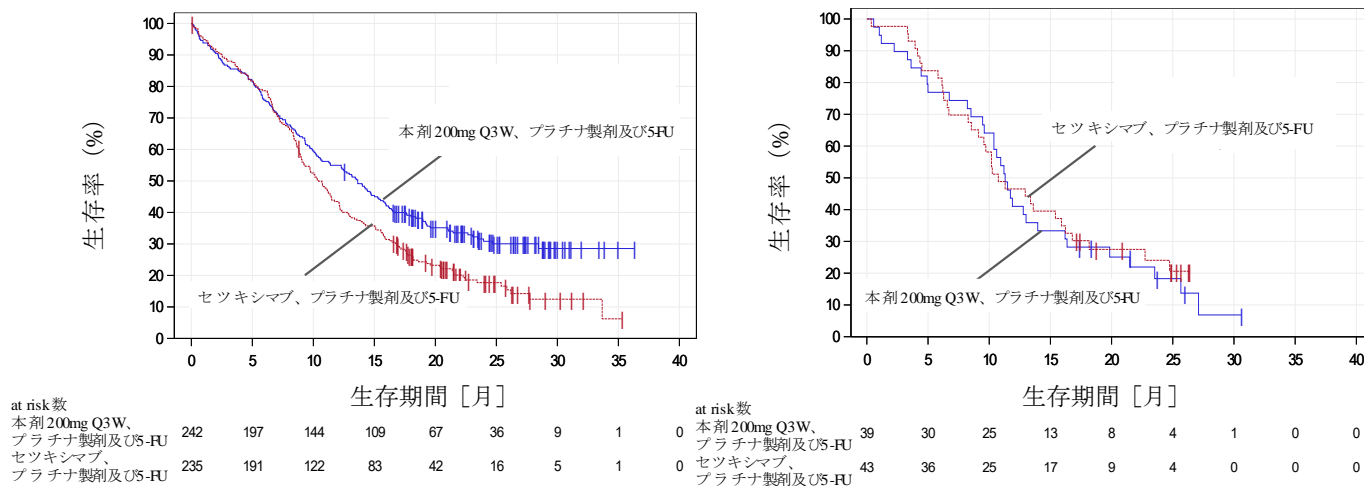 100
90
80
70
60
50
40
30
20
10
0
生存率（%）
本剤200mg Q3W、プラチナ製剤及び5-FU
セツキシマブ、プラチナ製剤及び5-FU
0 5 10 15 20 25 30 35 40
生存期間［月］
at risk数
本剤200mg Q3W、
プラチナ製剤及び5-FU
242 197 144 109 67 36 9 1 0
セツキシマブ、
プラチナ製剤及び5-FU
235 191 122 83 42 16 5 1 0
100
90
80
70
60
50
40
30
20
10
0
生存率（%）
セツキシマブ、プラチナ製剤及び5-FU
本剤200mg Q3W、プラチナ製剤及び5-FU
0 5 10 15 20 25 30 35 40
生存期間［月］
at risk数
本剤200mg Q3W、
プラチナ製剤及び5-FU
39 30 25 13 8 4 1 0 0
セツキシマブ、
プラチナ製剤及び5-FU
43 36 25 17 9 4 0 0 0